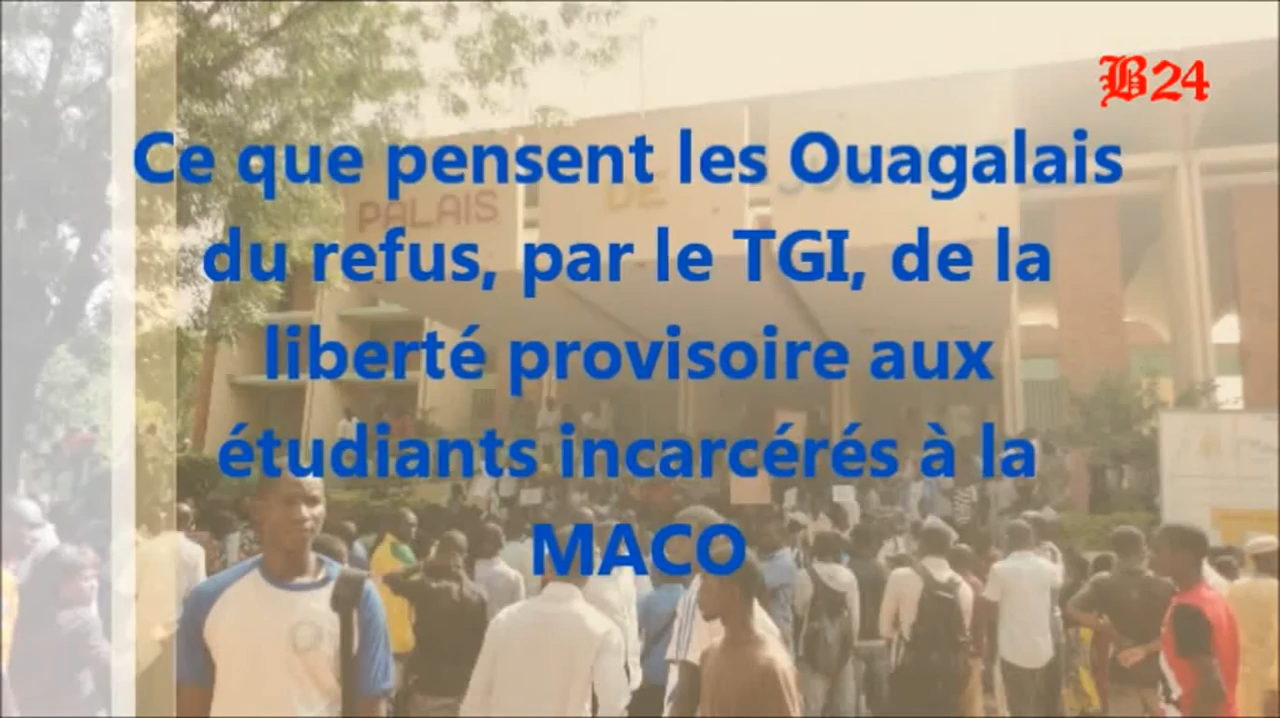 B24
Ce que pensent les Ouagalais
du refus, par le TGI, de la
liberté provisoire aux
étudiants incarcérés à la
MACO
PALAIS DE